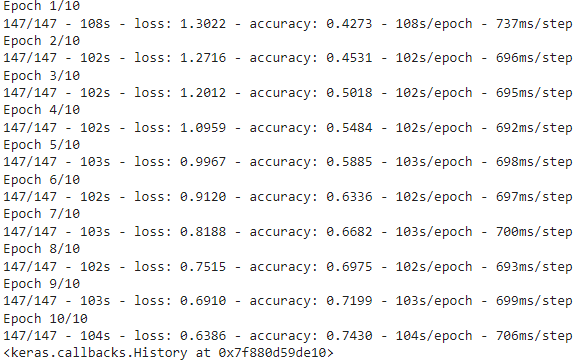 Epoch 1/10
147/147 - 108s - loss: 1.3022 - accuracy: 0.4273 - 108s/epoch - 737ms/step
Epoch 2/10
147/147 - 102s - loss: 1.2716 - accuracy: 0.4531 - 102s/epoch - 696ms/step
Epoch 3/10
147/147 - 102s - loss: 1.2012 - accuracy: 0.5018 - 102s/epoch - 695ms/step
Epoch 4/10
147/147 - 102s - loss: 1.0959 - accuracy: 0.5484 - 102s/epoch - 692ms/step
Epoch 5/10
147/147 - 103s - loss: 0.9967 - accuracy: 0.5885 - 103s/epoch - 698ms/step
Epoch 6/10
147/147 - 102s - loss: 0.9120 - accuracy: 0.6336 - 102s/epoch - 697ms/step
Epoch 7/10
147/147 - 103s - loss: 0.8188 - accuracy: 0.6682 - 103s/epoch - 700ms/step
Epoch 8/10
147/147 - 102s - loss: 0.7515 - accuracy: 0.6975 - 102s/epoch - 693ms/step
Epoch 9/10
147/147 - 103s - loss: 0.6910 - accuracy: 0.7199 - 103s/epoch - 699ms/step
Epoch 10/10
147/147 - 104s - loss: 0.6386 - accuracy: 0.7430 - 104s/epoch - 706ms/step
<keras.callbacks.History at 0x7f880d59de10>